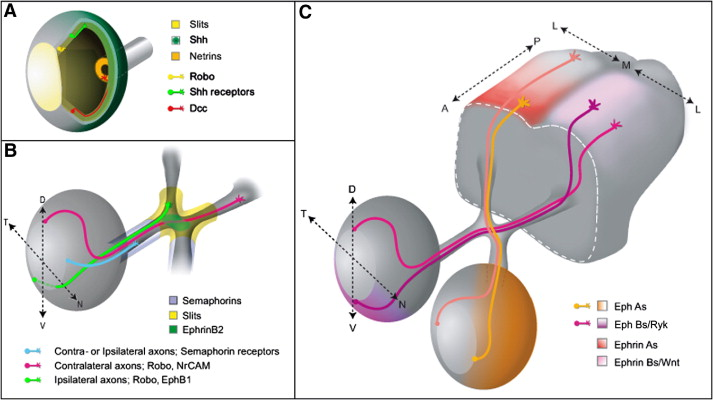 A
Slits
Shh
Netrins
Robo
Shh receptors
Dcc
B
D
T
N
V
Semaphorins
Slits
EphrinB2
Contra- or Ipsilateral axons; Semaphorin receptors
Contralateral axons; Robo, NrCAM
Ipsilateral axons; Robo, EphB1
C
L
P
M
A
L
D
T
N
V
Eph As
Eph Bs/Ryk
Ephrin As
Ephrin Bs/Wnt